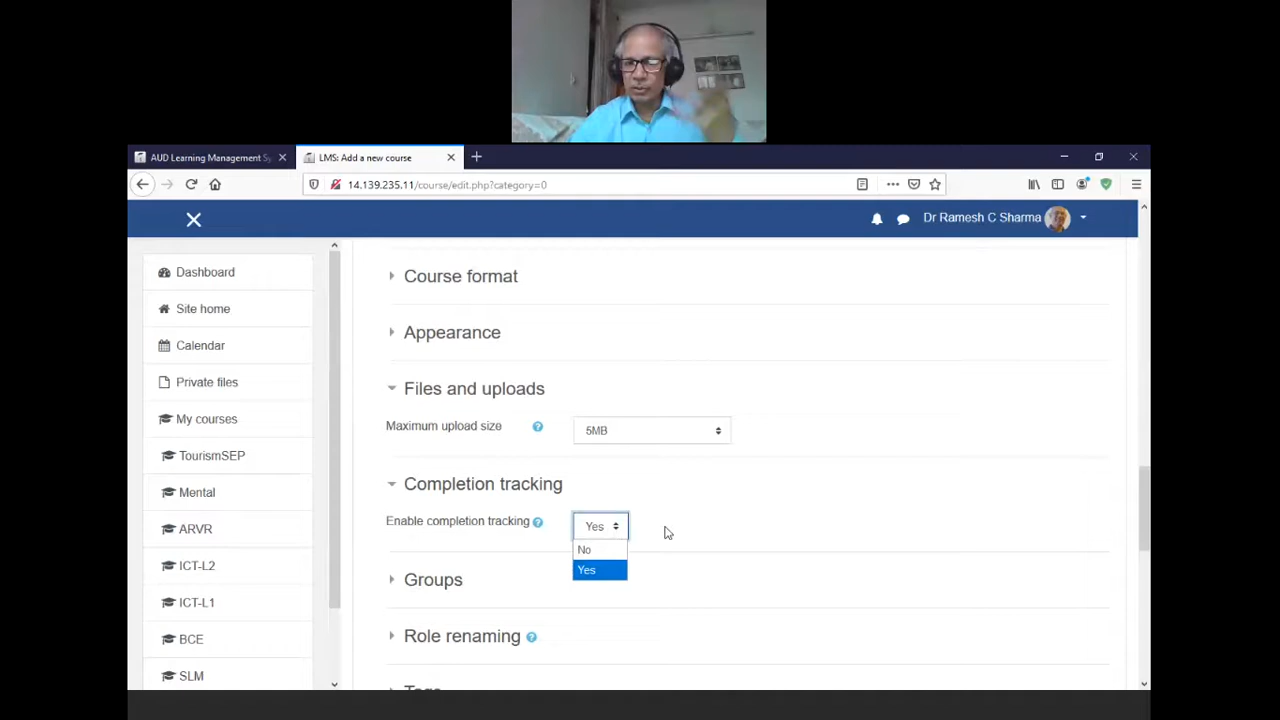 AUD Learning Management Sy
LMS: Add a new course
14.139.235.11/course/edit.php?category=0
Dr Ramesh C Sharma
Dashboard
Site home
Calendar
Private files
My courses
TourismSEP
Mental
ARVR
ICT-L2
ICT-L1
BCE
SLM
Course format
Appearance
Files and uploads
Maximum upload size
5MB
Completion tracking
Enable completion tracking
Yes
No
Yes
Groups
Role renaming
Tags